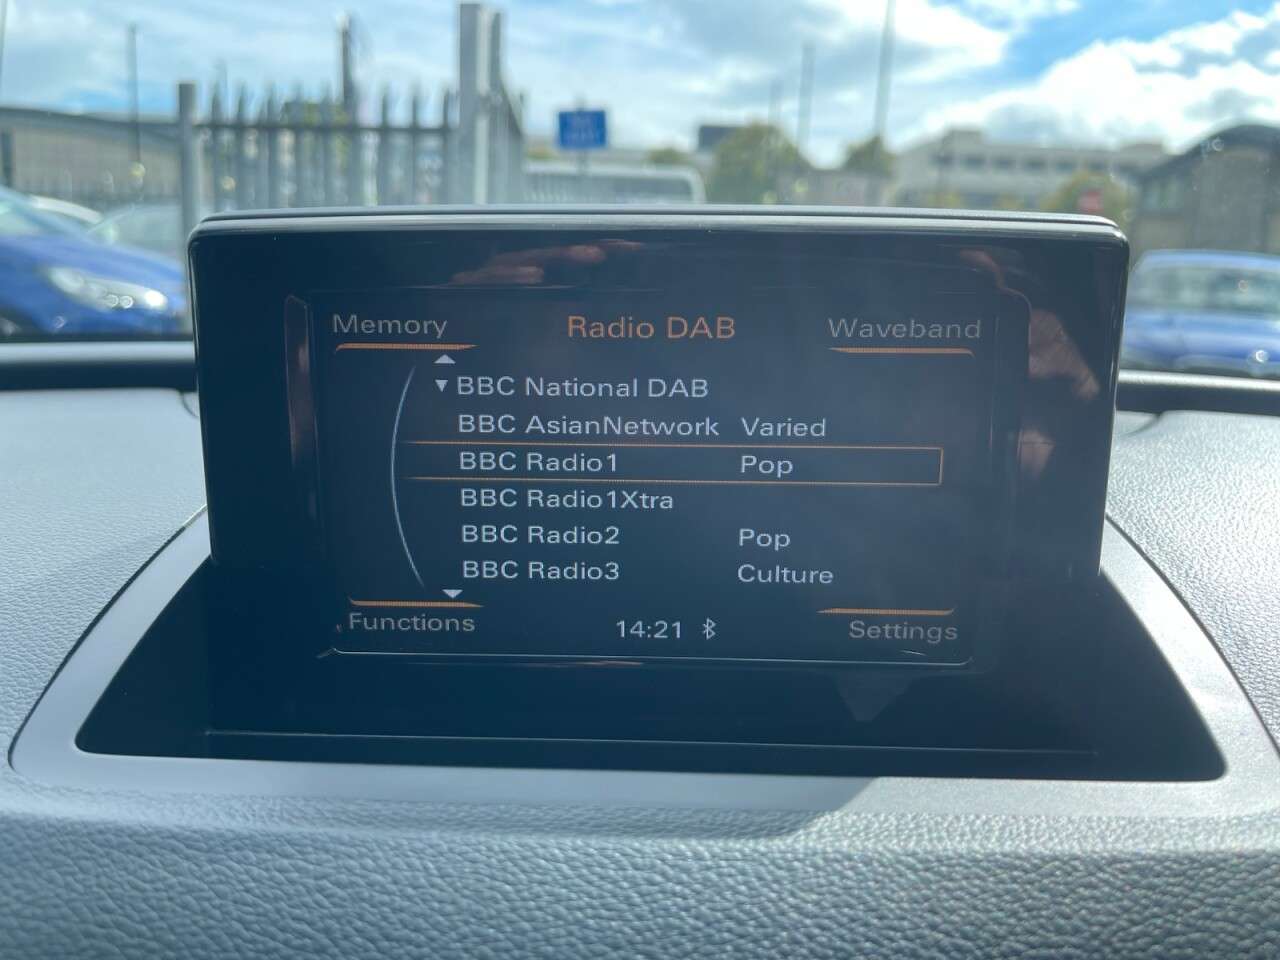 Memory Radio DAB Waveband
BBC National DAB
BBC AsianNetwork Varied
BBC Radio1 Pop
BBC Radio1Xtra
BBC Radio2 Pop
BBC Radio3 Culture
Functions 14:21 Settings